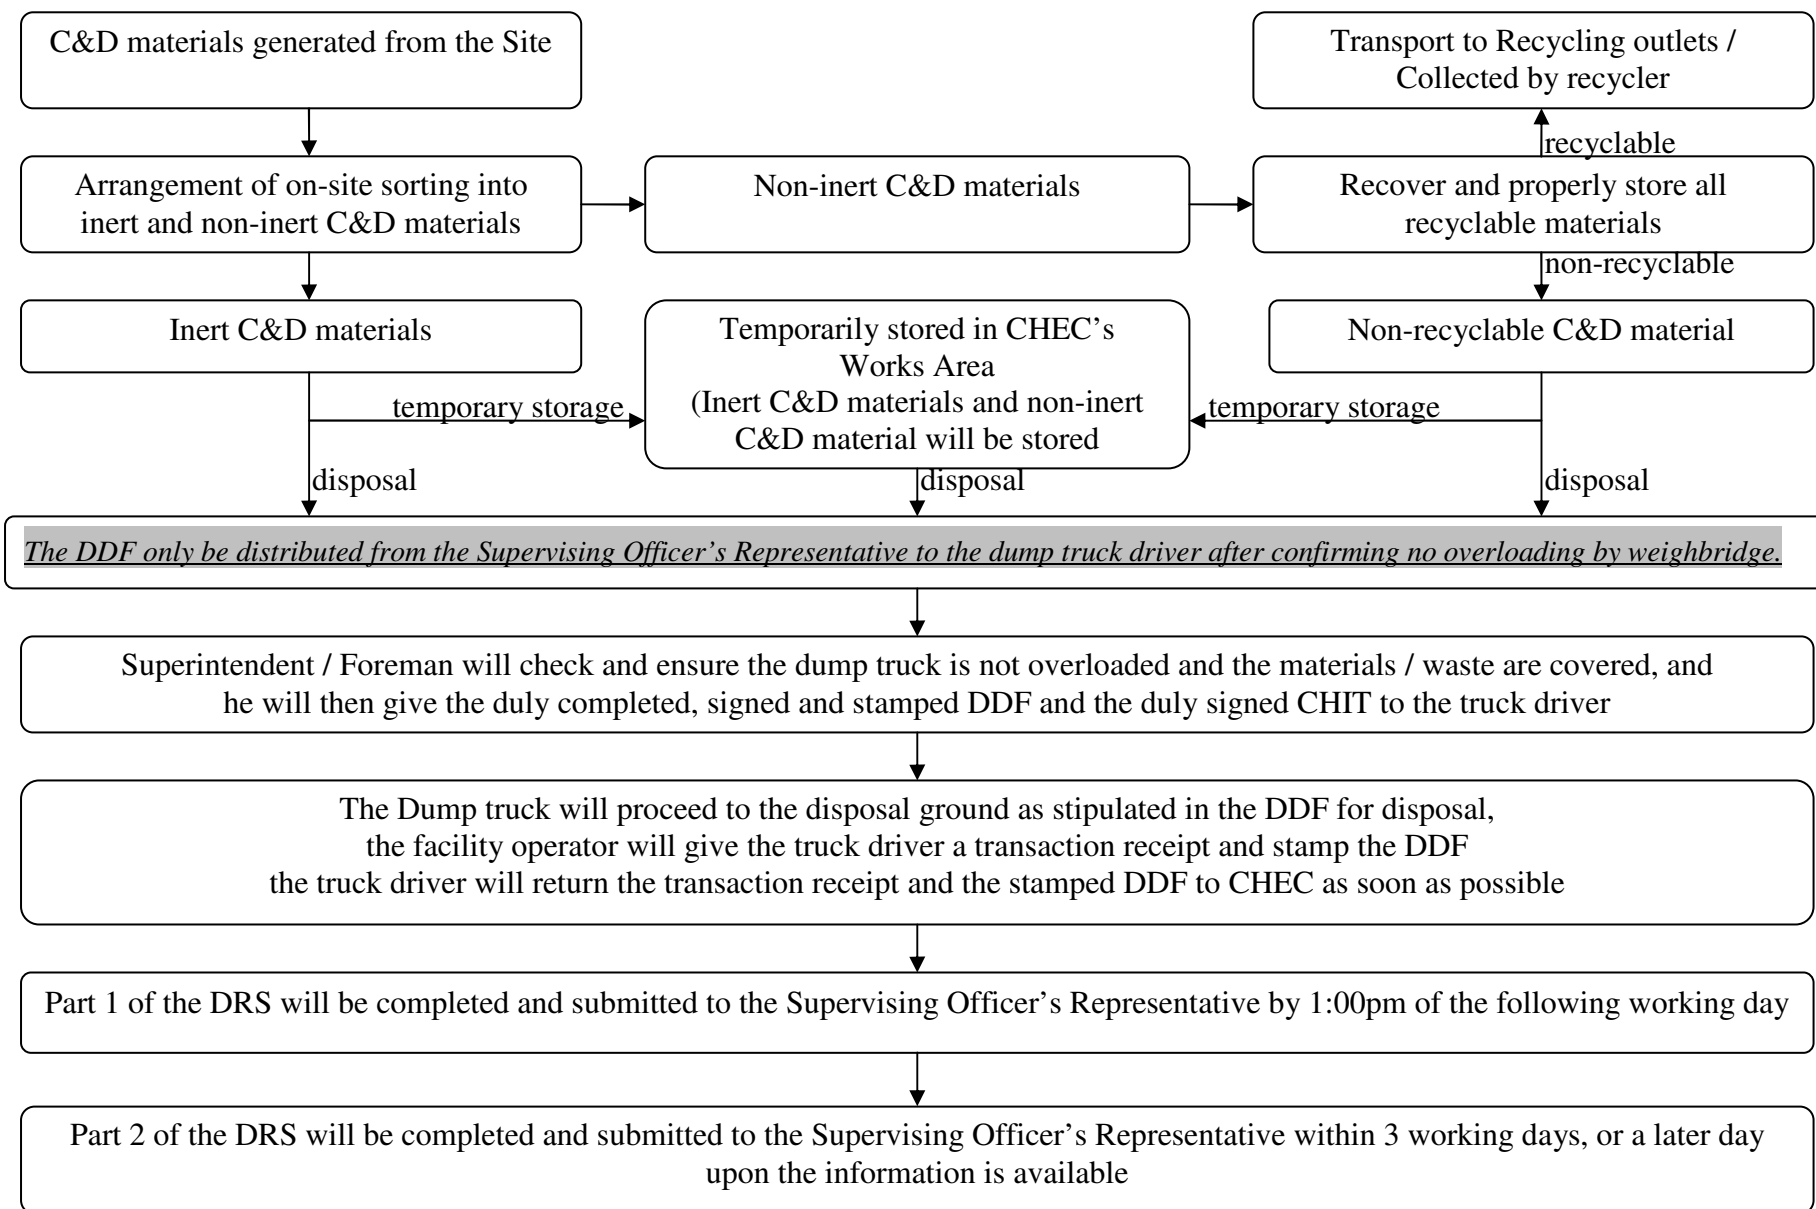 C&D materials generated from the Site
Transport to Recycling outlets /
Collected by recycler
recyclable
Arrangement of on-site sorting into
inert and non-inert C&D materials
Non-inert C&D materials
Recover and properly store all
recyclable materials
non-recyclable
Inert C&D materials
Temporarily stored in CHEC’s
Works Area
(Inert C&D materials and non-inert
C&D material will be stored
Non-recyclable C&D material
temporary storage
temporary storage
disposal
disposal
disposal
The DDF only be distributed from the Supervising Officer’s Representative to the dump truck driver after confirming no overloading by weighbridge.
Superintendent / Foreman will check and ensure the dump truck is not overloaded and the materials / waste are covered, and
he will then give the duly completed, signed and stamped DDF and the duly signed CHIT to the truck driver
The Dump truck will proceed to the disposal ground as stipulated in the DDF for disposal,
the facility operator will give the truck driver a transaction receipt and stamp the DDF
the truck driver will return the transaction receipt and the stamped DDF to CHEC as soon as possible
Part 1 of the DRS will be completed and submitted to the Supervising Officer’s Representative by 1:00pm of the following working day
Part 2 of the DRS will be completed and submitted to the Supervising Officer’s Representative within 3 working days, or a later day
upon the information is available